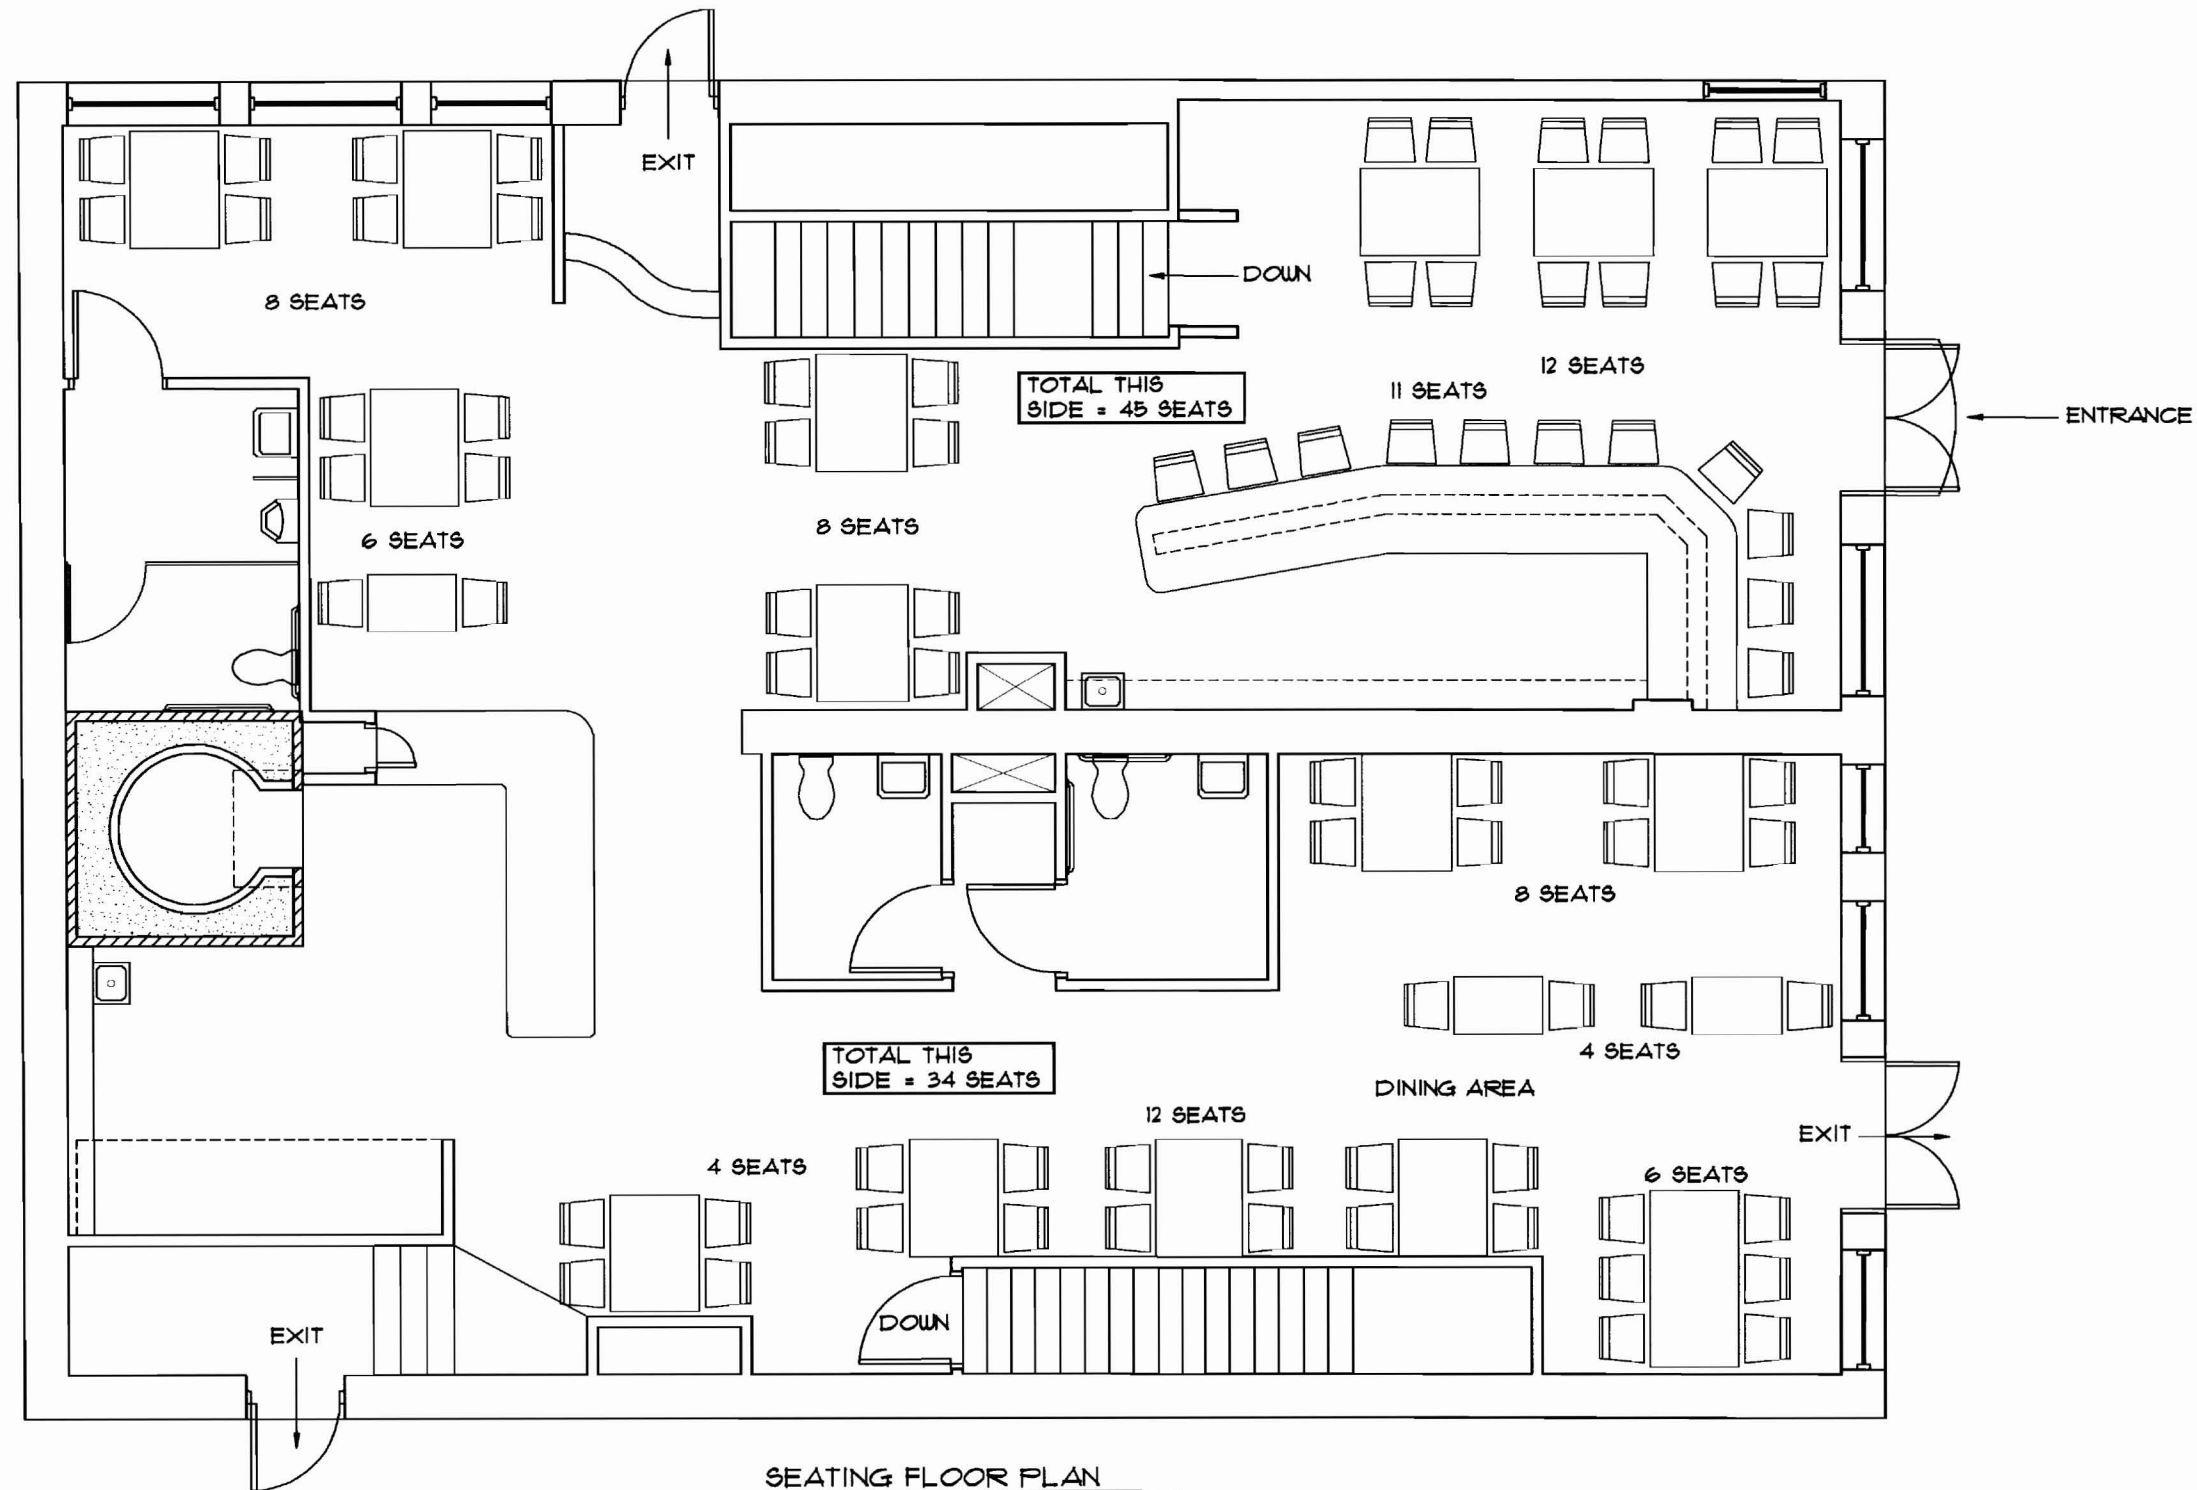 EXIT
DOWN
8 SEATS
12 SEATS
TOTAL THIS
SIDE = 45 SEATS
11 SEATS
ENTRANCE
8 SEATS
6 SEATS
8 SEATS
TOTAL THIS
SIDE = 34 SEATS
4 SEATS
DINING AREA
12 SEATS
EXIT
4 SEATS
6 SEATS
DOWN
EXIT
SEATING FLOOR PLAN